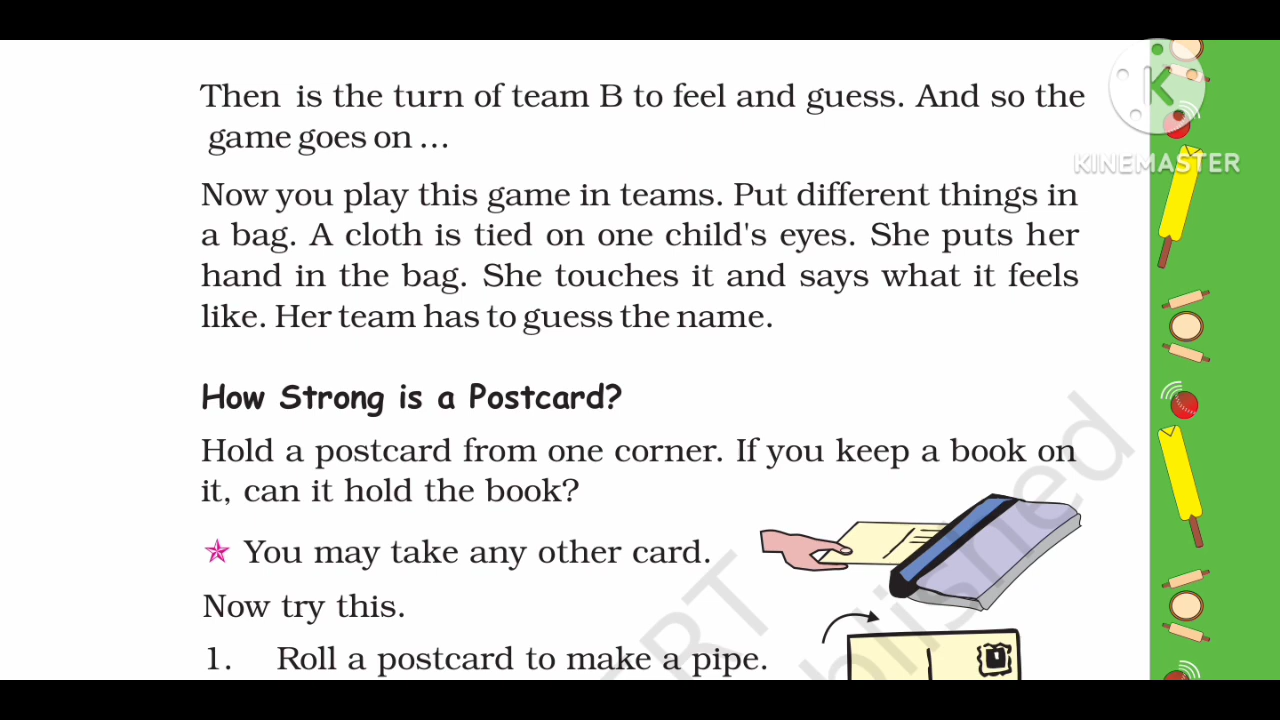 Then is the turn of team B to feel and guess. And so the
game goes on ...
KINEMASTER
Now you play this game in teams. Put different things in
a bag. A cloth is tied on one child's eyes. She puts her
hand in the bag. She touches it and says what it feels
like. Her team has to guess the name.
How Strong is a Postcard?
Hold a postcard from one corner. If you keep a book on
it, can it hold the book?
You may take any other card.
Now try this.
1. Roll a postcard to make a pipe.